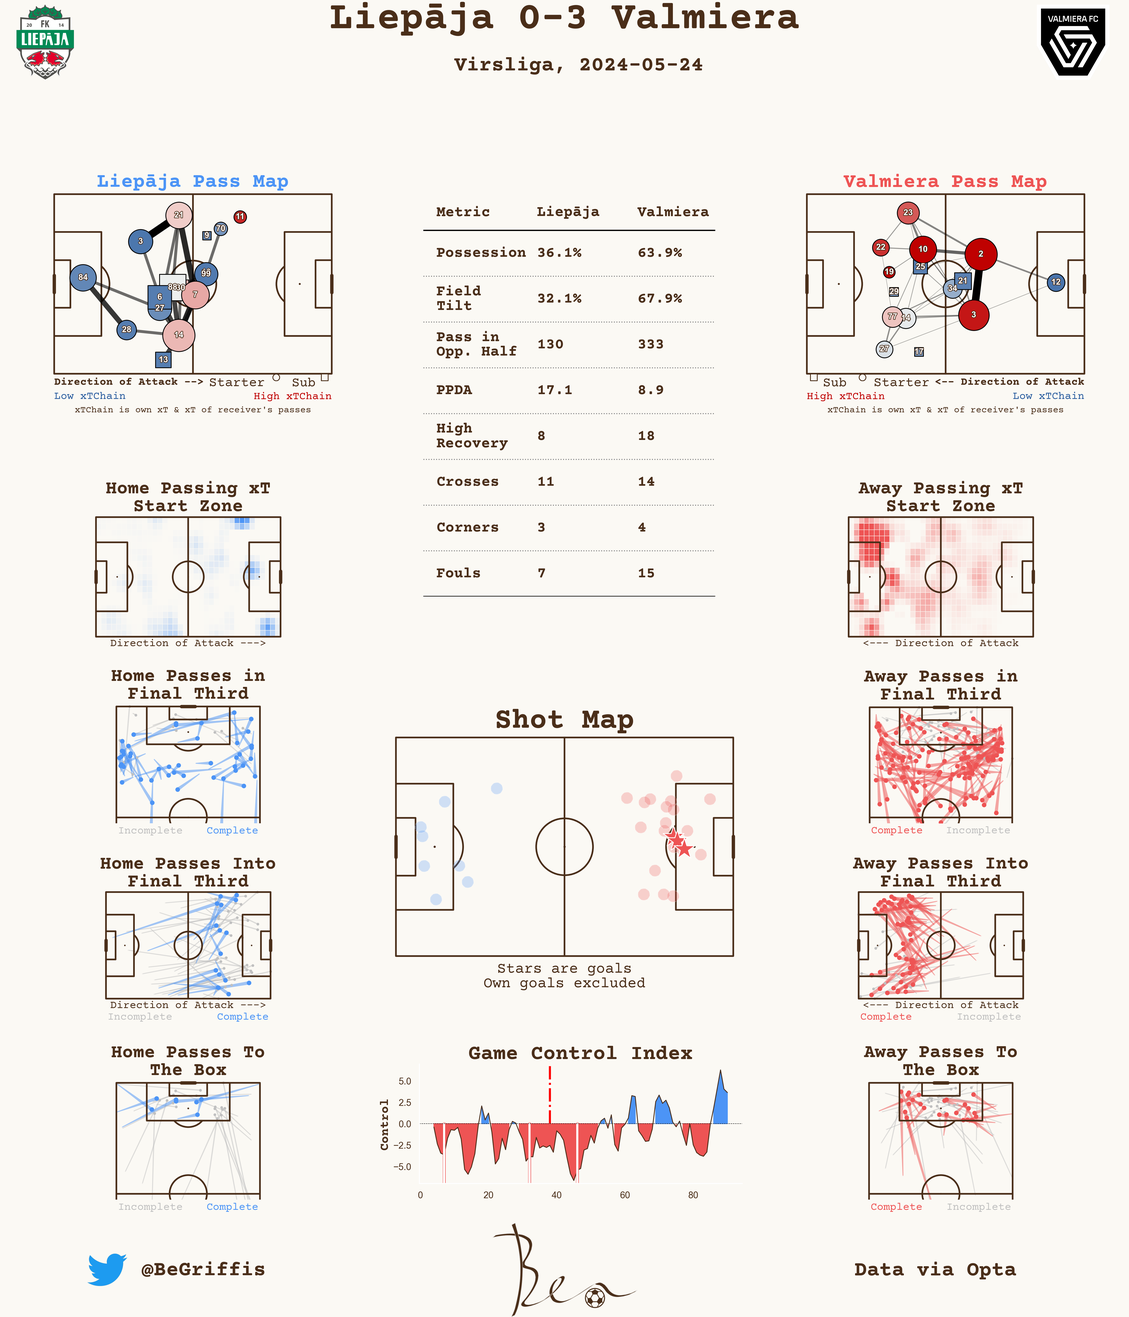 Liepāja 0-3 Valmiera
Virsliga, 2024-05-24
20 FK 14
LIEPĀJA
VALMIERA FC
Liepāja Pass Map
21
11
70
9
3
84
99
6
27
7
28
14
13
Direction of Attack --> Starter Sub
Low xTChain High xTChain
xTChain is own xT & xT of receiver's passes
Metric Liepāja Valmiera
Possession 36.1% 63.9%
Field
Tilt 32.1% 67.9%
Pass in
Opp. Half 130 333
PPDA 17.1 8.9
High
Recovery 8 18
Crosses 11 14
Corners 3 4
Fouls 7 15
Valmiera Pass Map
23
22
10
2
25
19
21
12
34
29
77
3
27
17
Sub Starter <-- Direction of Attack
High xTChain Low xTChain
xTChain is own xT & xT of receiver's passes
Home Passing xT
Start Zone
Direction of Attack --->
Away Passing xT
Start Zone
<--- Direction of Attack
Home Passes in
Final Third
Incomplete Complete
Away Passes in
Final Third
Complete Incomplete
Shot Map
Stars are goals
Own goals excluded
Home Passes Into
Final Third
Direction of Attack --->
Incomplete Complete
Away Passes Into
Final Third
<--- Direction of Attack
Complete Incomplete
Home Passes To
The Box
Incomplete Complete
Game Control Index
Control
5.0
2.5
0.0
−2.5
−5.0
0 20 40 60 80
Away Passes To
The Box
Complete Incomplete
@BeGriffis
Bea
Data via Opta